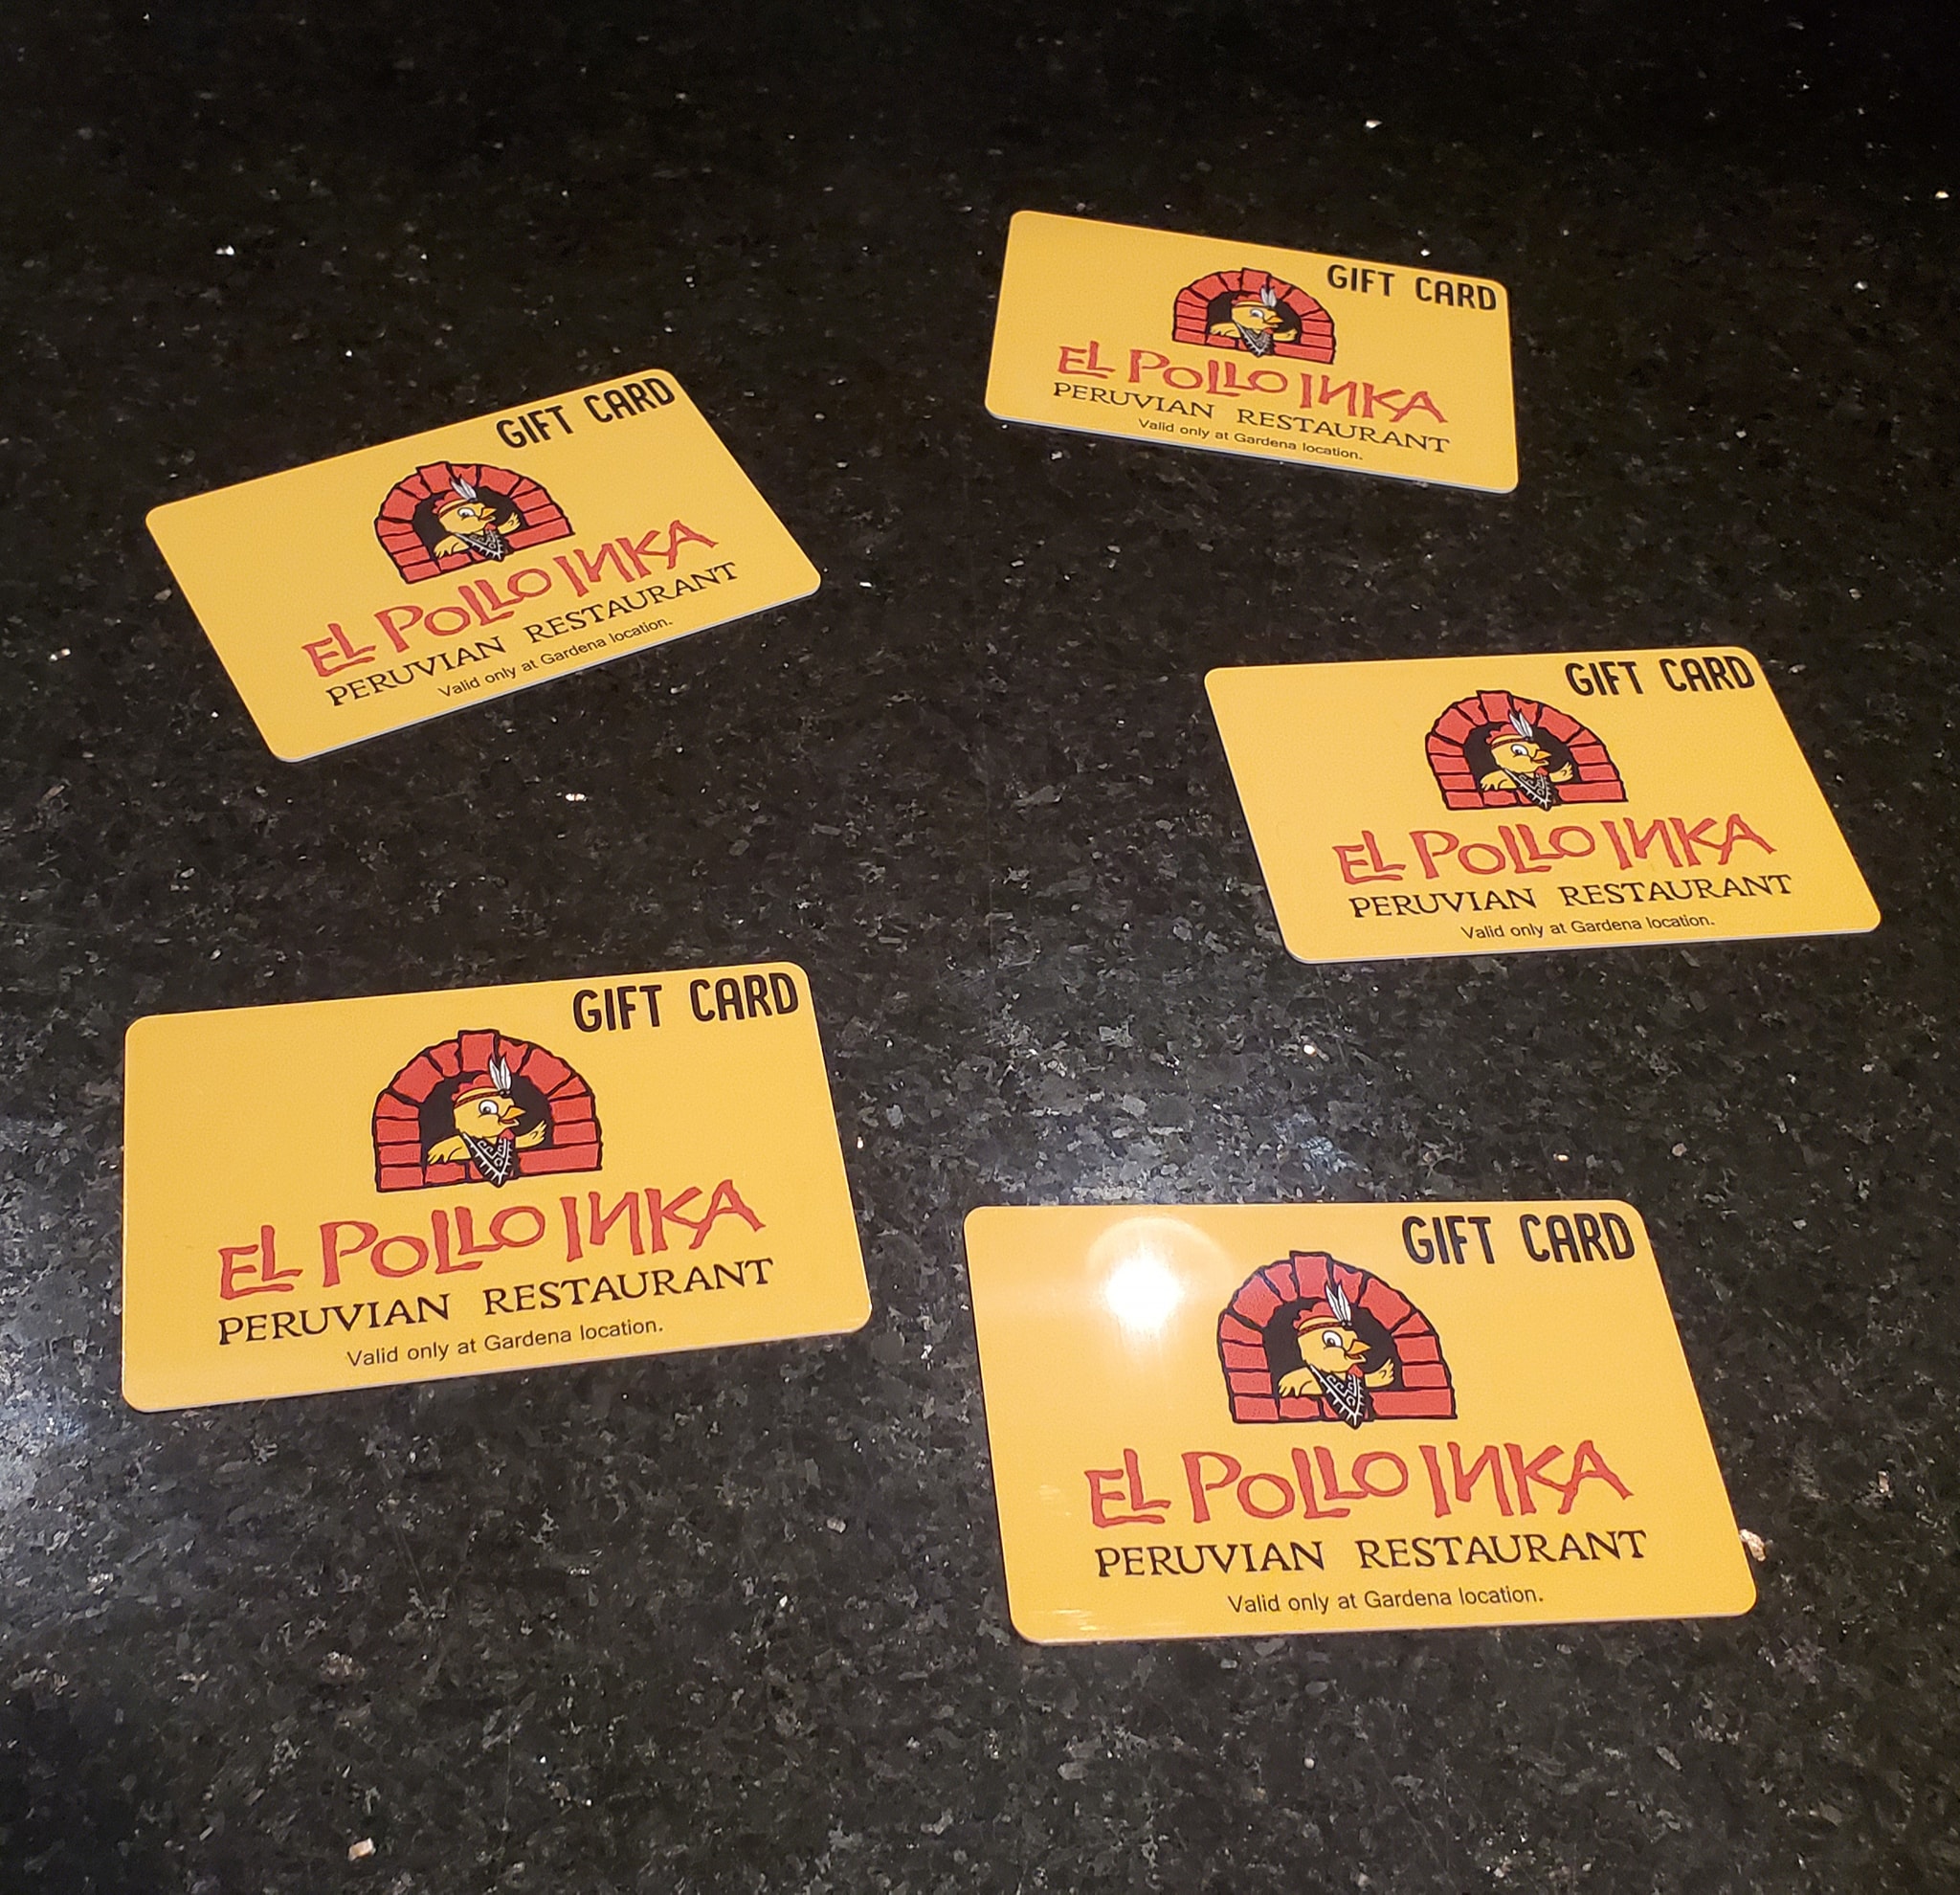 GIFT CARD
EL POLLO INKA
PERUVIAN RESTAURANT
Valid only at Gardena location.
GIFT CARD
EL POLLO INKA
PERUVIAN RESTAURANT
Valid only at Gardena location.
GIFT CARD
EL POLLO INKA
PERUVIAN RESTAURANT
Valid only at Gardena location.
GIFT CARD
EL POLLO INKA
PERUVIAN RESTAURANT
Valid only at Gardena location.
GIFT CARD
EL POLLO INKA
PERUVIAN RESTAURANT
Valid only at Gardena location.